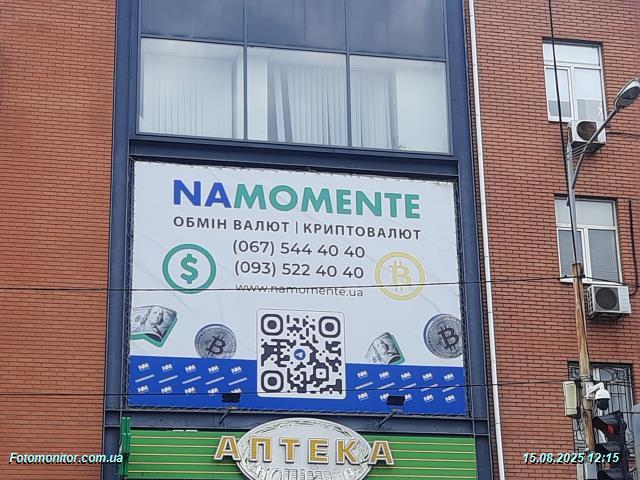 NAMOMENTE
ОБМІН ВАЛЮТ | КРИПТОВАЛЮТ
(067) 544 40 40
(093) 522 40 40
www.namomente.ua
АПТЕКА
Fotomonitor.com.ua
15.08.2025 12:15